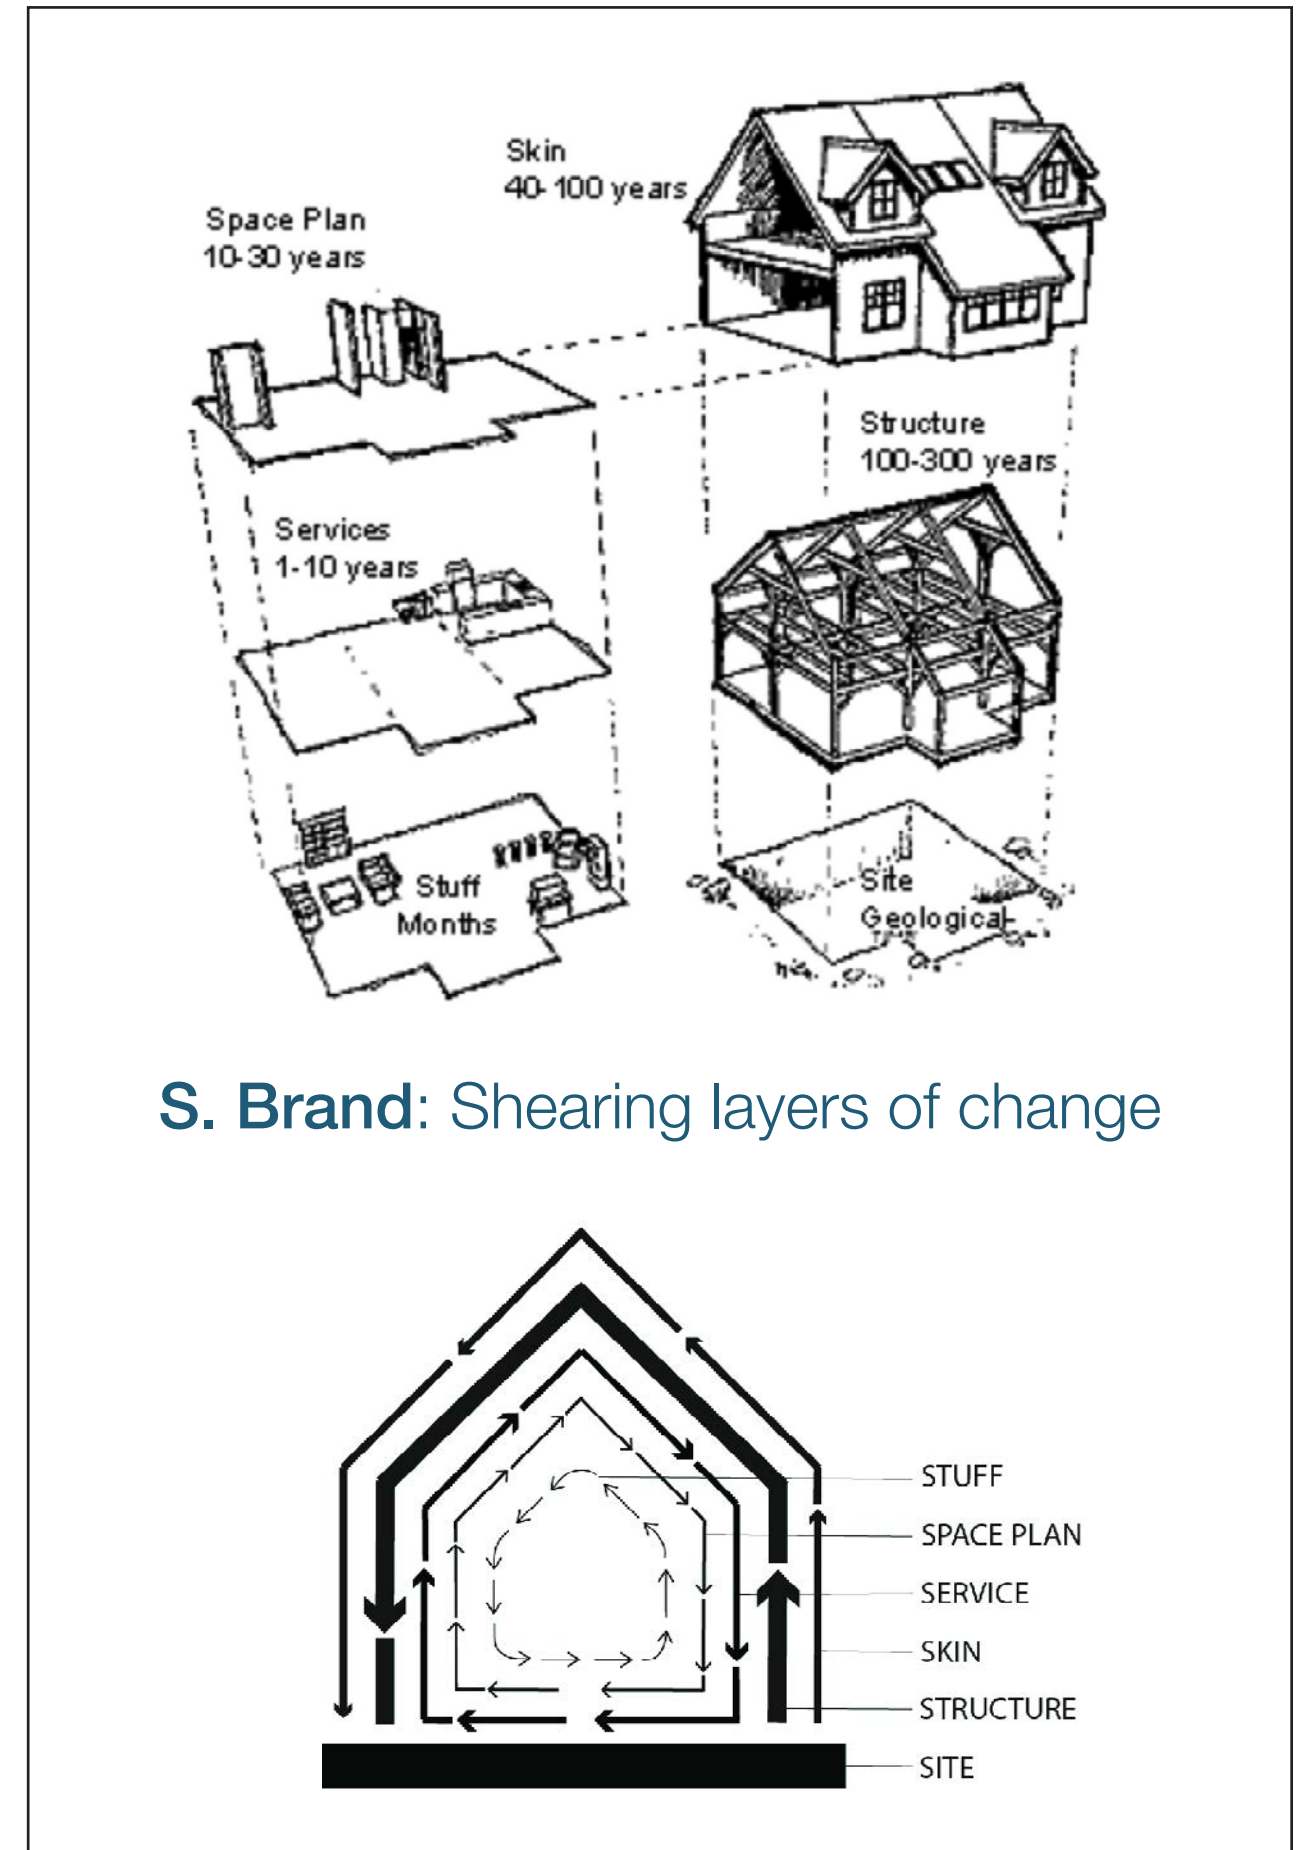 Skin
40-100 years
Space Plan
10-30 years
Structure
100-300 years
Services
1-10 years
Stuff
Months
Site
Geological
S. Brand: Shearing layers of change
STUFF
SPACE PLAN
SERVICE
SKIN
STRUCTURE
SITE